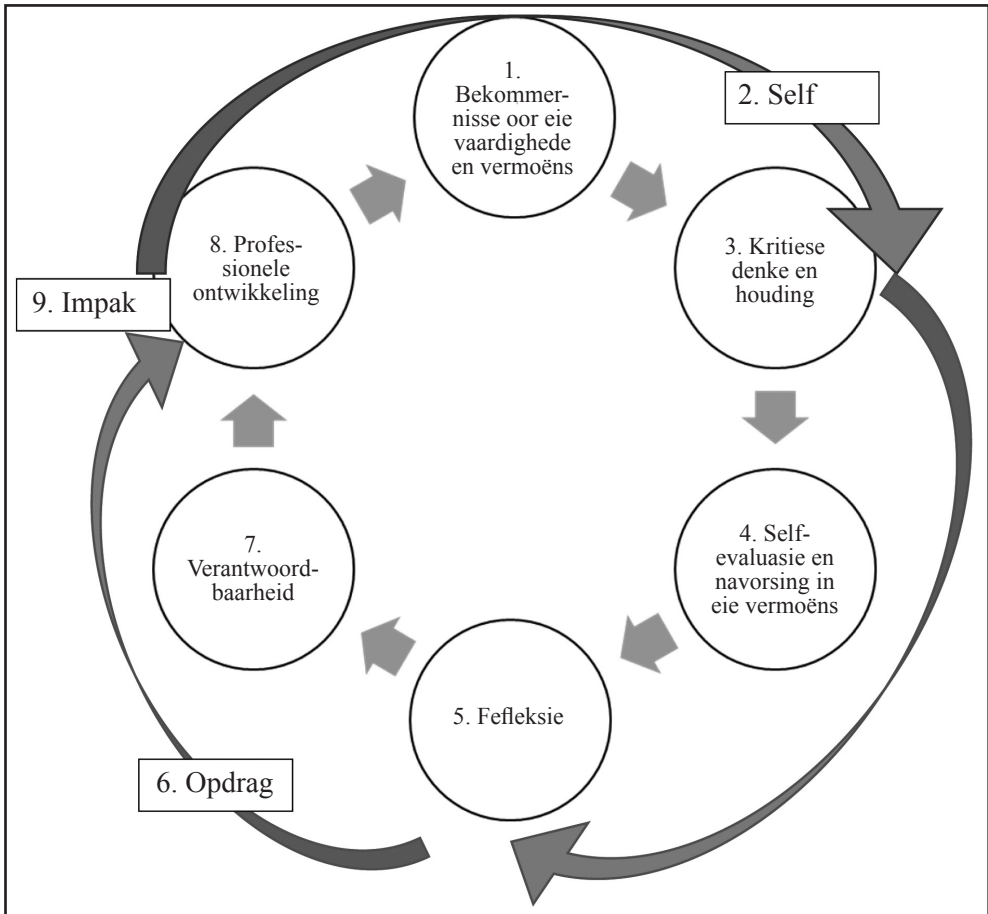 1.
Bekommer-
nisse oor eie
vaardighede
en vermoëns
2. Self
3. Kritiese
denke en
houding
4. Self-
evaluasie en
navorsing in
eie vermoëns
5. Fefleksie
6. Opdrag
7.
Verantwoord-
baarheid
8. Profes-
sionele
ontwikkeling
9. Impak